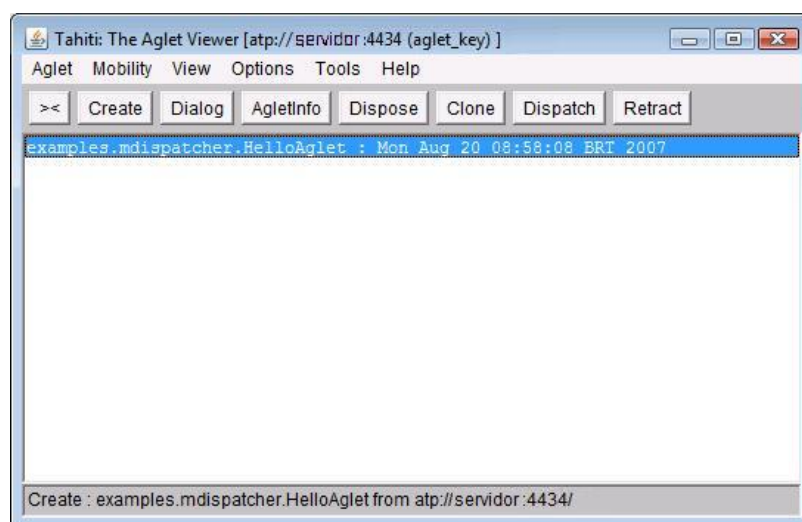 Tahiti: The Aglet Viewer [atp://servidor:4434 (aglet_key) ]
Aglet Mobility View Options Tools Help
>< Create Dialog AgletInfo Dispose Clone Dispatch Retract
examples.mdispatcher.HelloAglet : Mon Aug 20 08:58:08 BRT 2007
Create : examples.mdispatcher.HelloAglet from atp://servidor:4434/